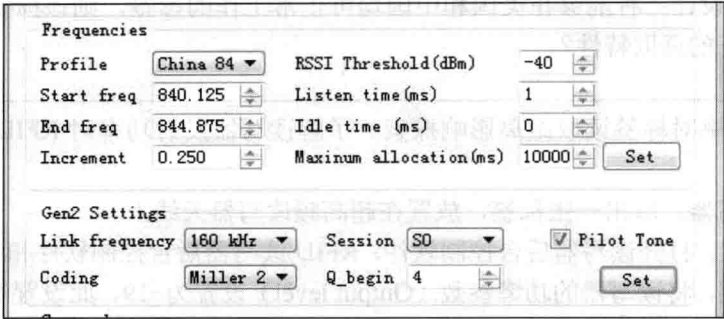 Frequencies
Profile China 84 RSSI Threshold(dBm) -40
Start freq 840.125 Listen time(ms) 1
End freq 844.875 Idle time (ms) 0
Increment 0.250 Maxinum allocation(ms) 10000 Set
Gen2 Settings
Link frequency 160 kHz Session S0 Pilot Tone
Coding Miller 2 Q_begin 4 Set